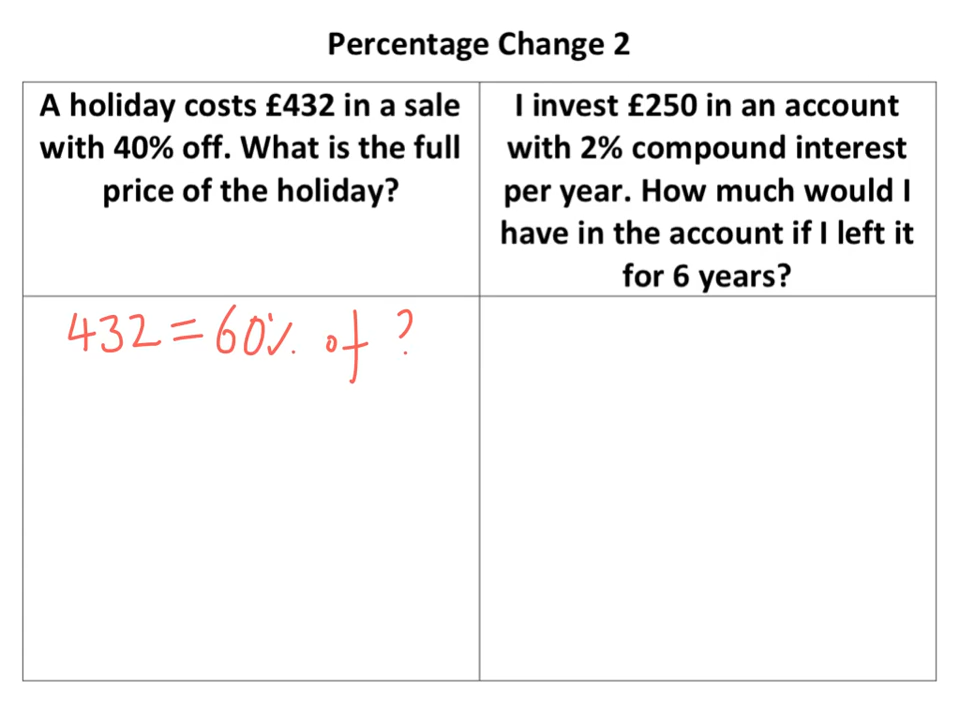 Percentage Change 2
A holiday costs £432 in a sale
with 40% off. What is the full
price of the holiday?
I invest £250 in an account
with 2% compound interest
per year. How much would I
have in the account if I left it
for 6 years?
432 = 60% of ?